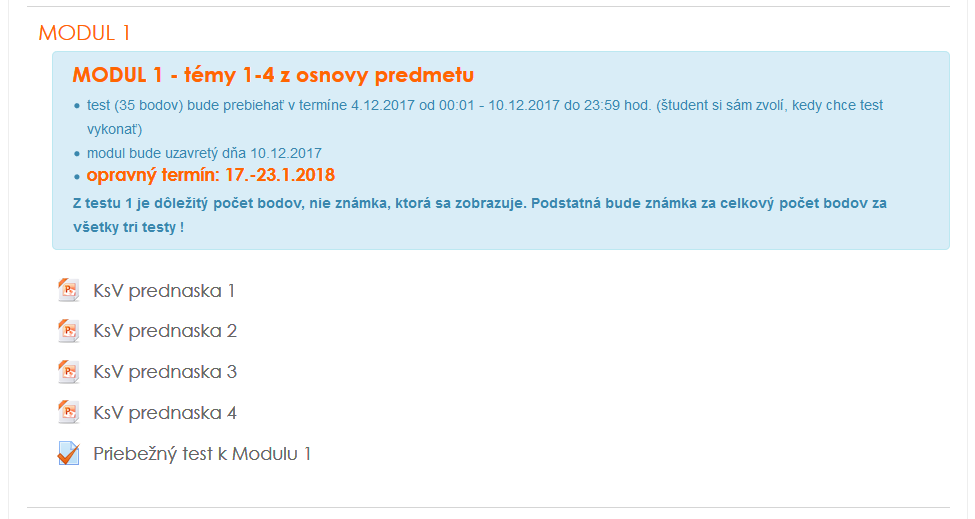 MODUL 1
MODUL 1 - témy 1-4 z osnovy predmetu
test (35 bodov) bude prebiehať v termíne 4.12.2017 od 00:01 - 10.12.2017 do 23:59 hod. (študent si sám zvolí, kedy chce test
vykonať)
modul bude uzavretý dňa 10.12.2017
opravný termín: 17.-23.1.2018
Z testu 1 je dôležitý počet bodov, nie známka, ktorá sa zobrazuje. Podstatná bude známka za celkový počet bodov za
všetky tri testy !
KsV prednaska 1
KsV prednaska 2
KsV prednaska 3
KsV prednaska 4
Priebežný test k Modulu 1